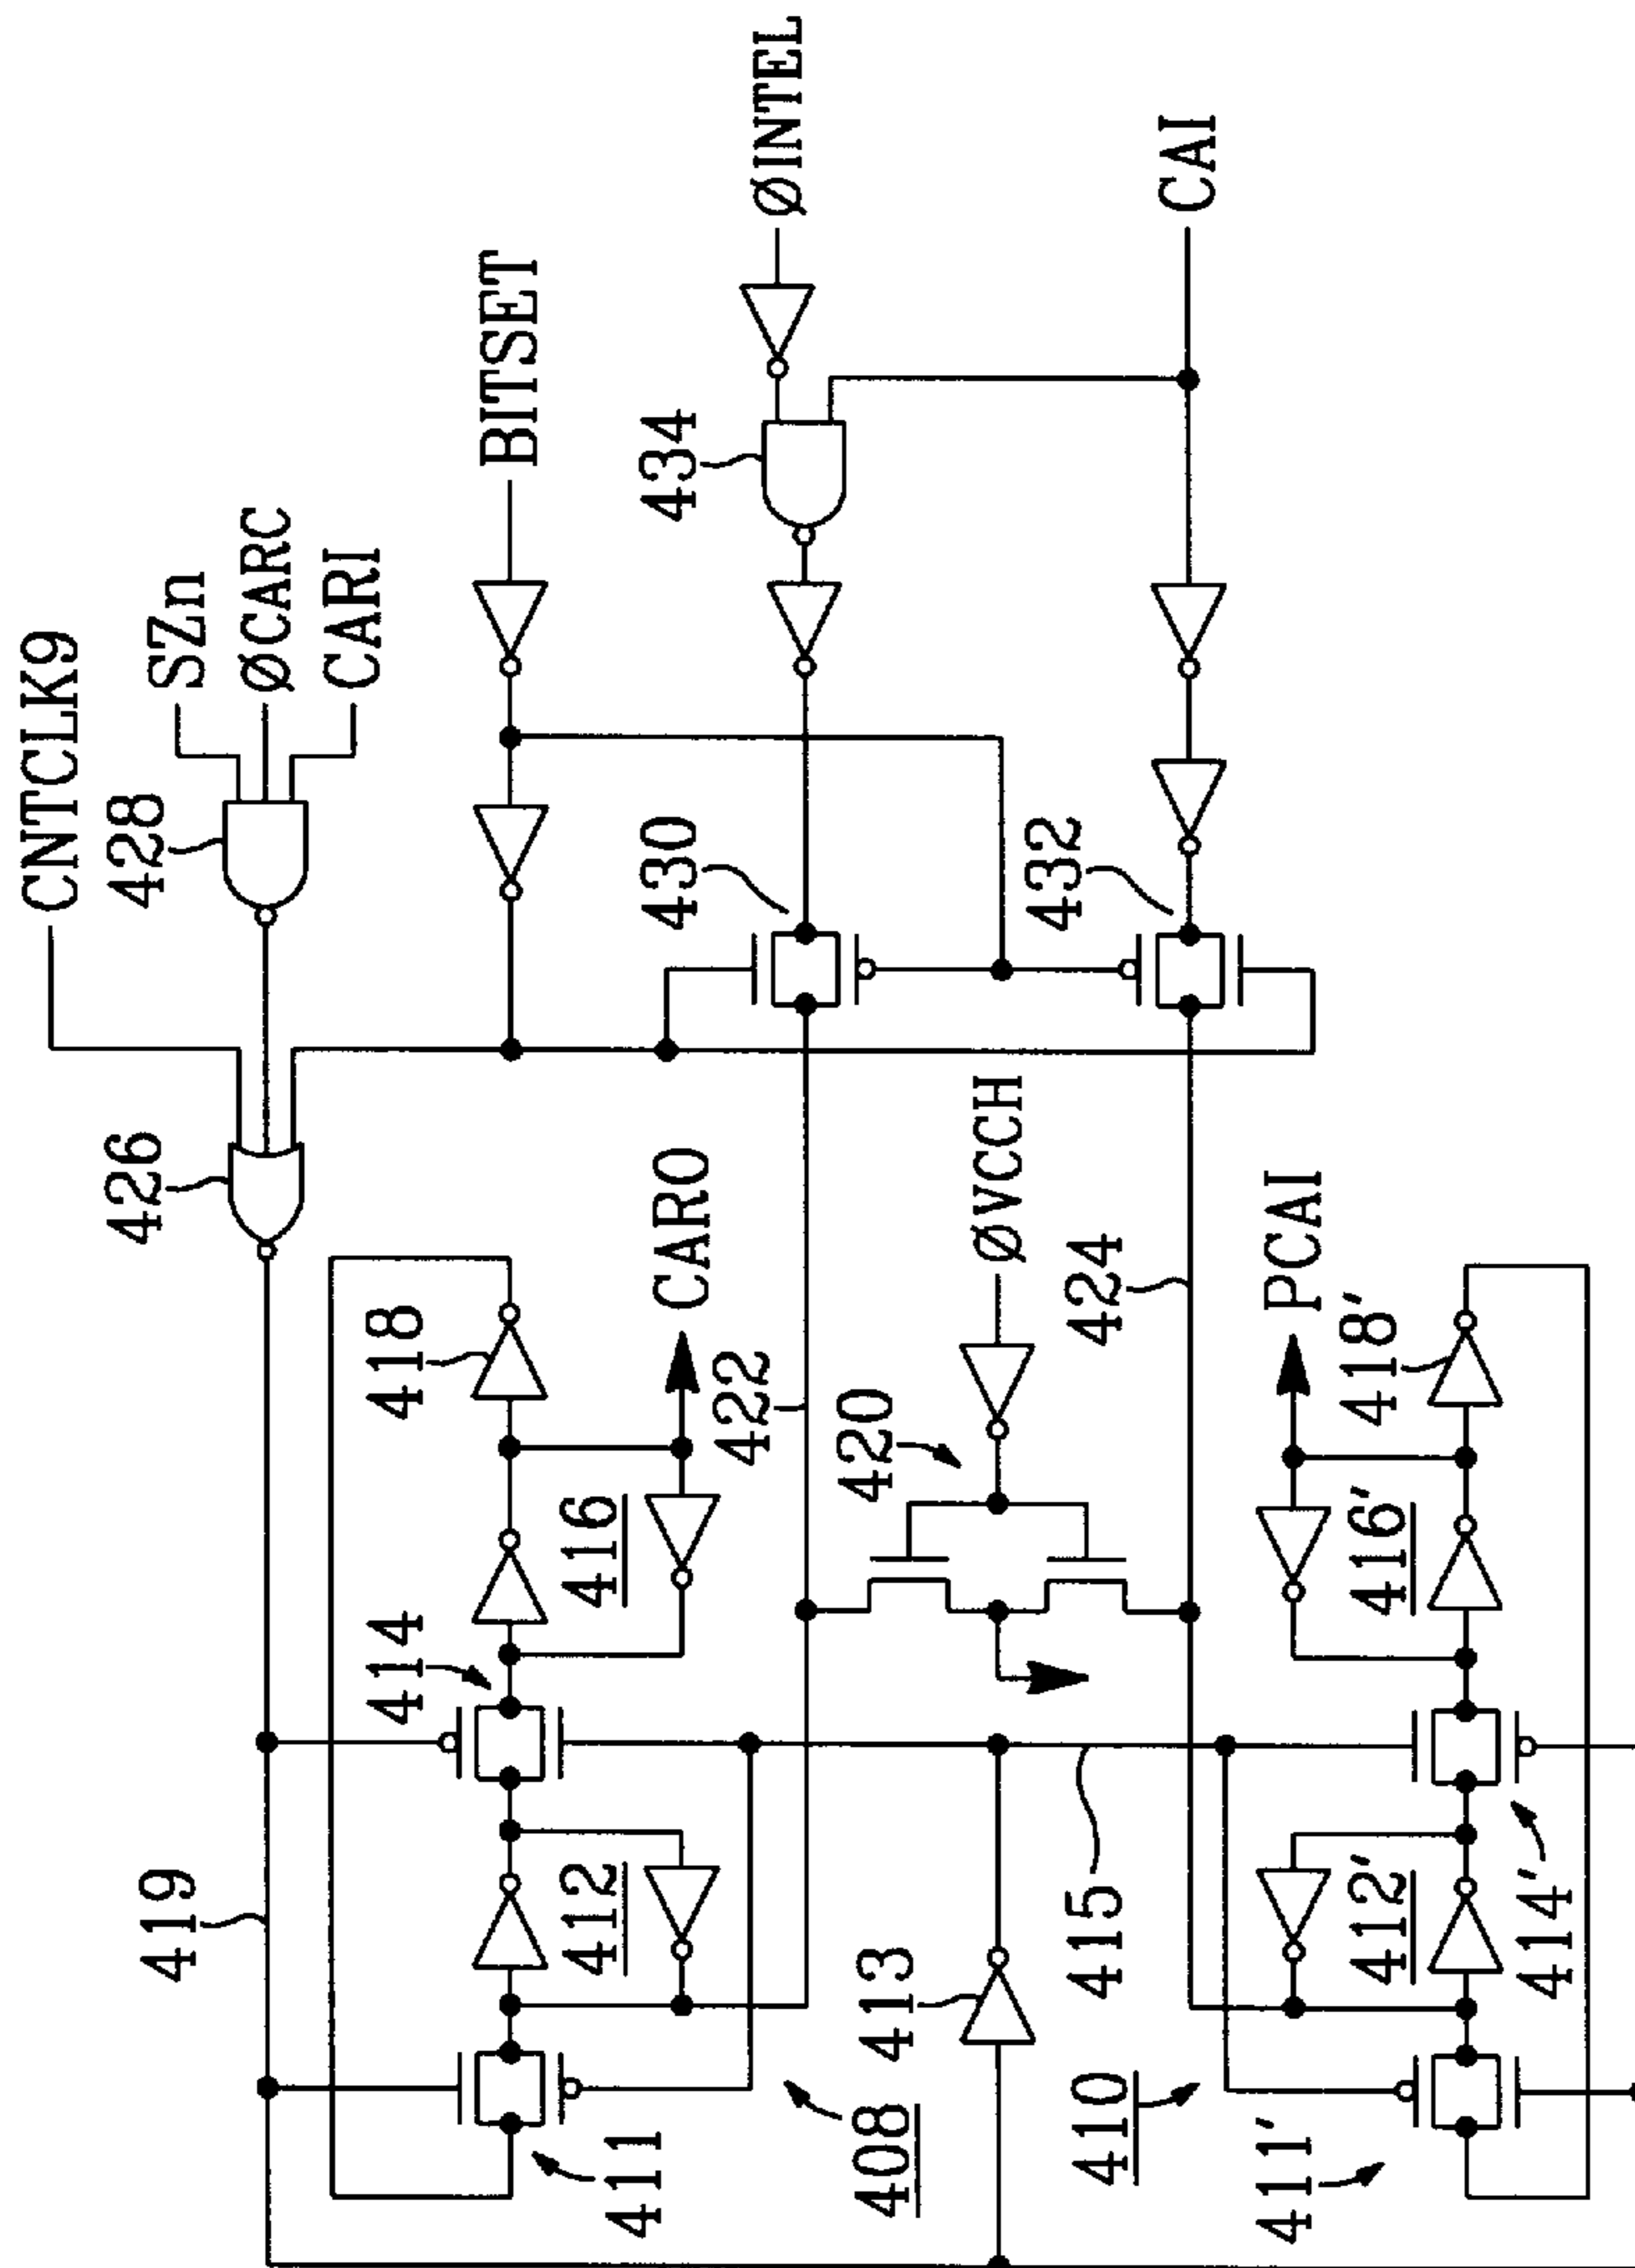 CNTCLK9
SZn
ØCARC
CARI
BITSET
ØINTEL
CAI
428
434
426
430
432
CARO
ØVCCH
PCAI
418
422
420
424
418'
416
416'
414
419
412
413
415
412'
414'
411
408
410
411'